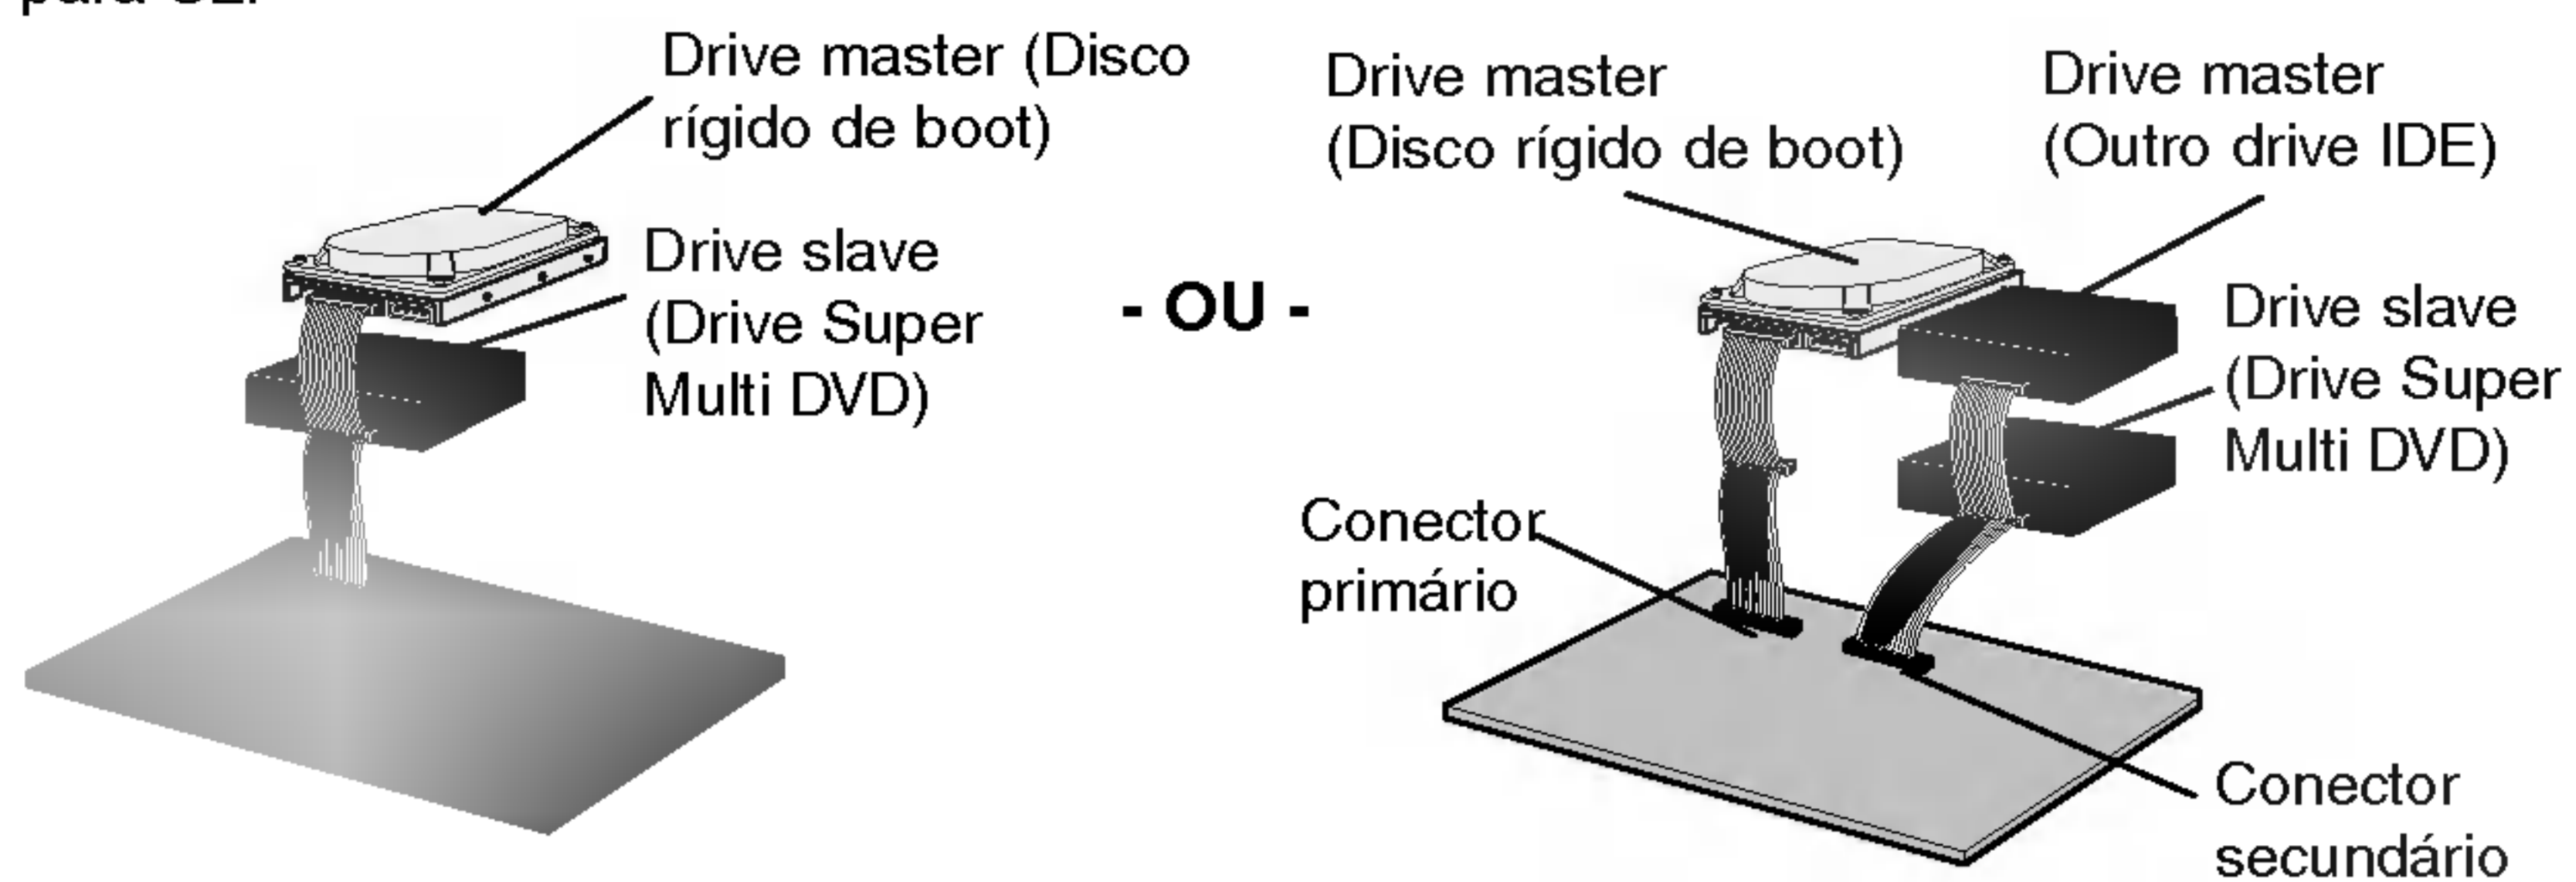 Drive master (Disco
rígido de boot)
Drive slave
(Drive Super
Multi DVD)
- OU -
Drive master
(Disco rígido de boot)
Drive master
(Outro drive IDE)
Drive slave
(Drive Super
Multi DVD)
Conector
primário
Conector
secundário